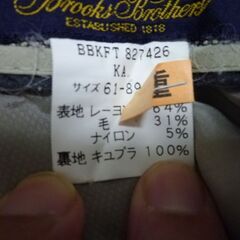 Brooks Brothers
ESTABLISHED 1818
BBKFT 827426
KA
サイズ 61-89
表地 レーヨン 64%
毛 31%
ナイロン 5%
裏地 キュプラ 100%